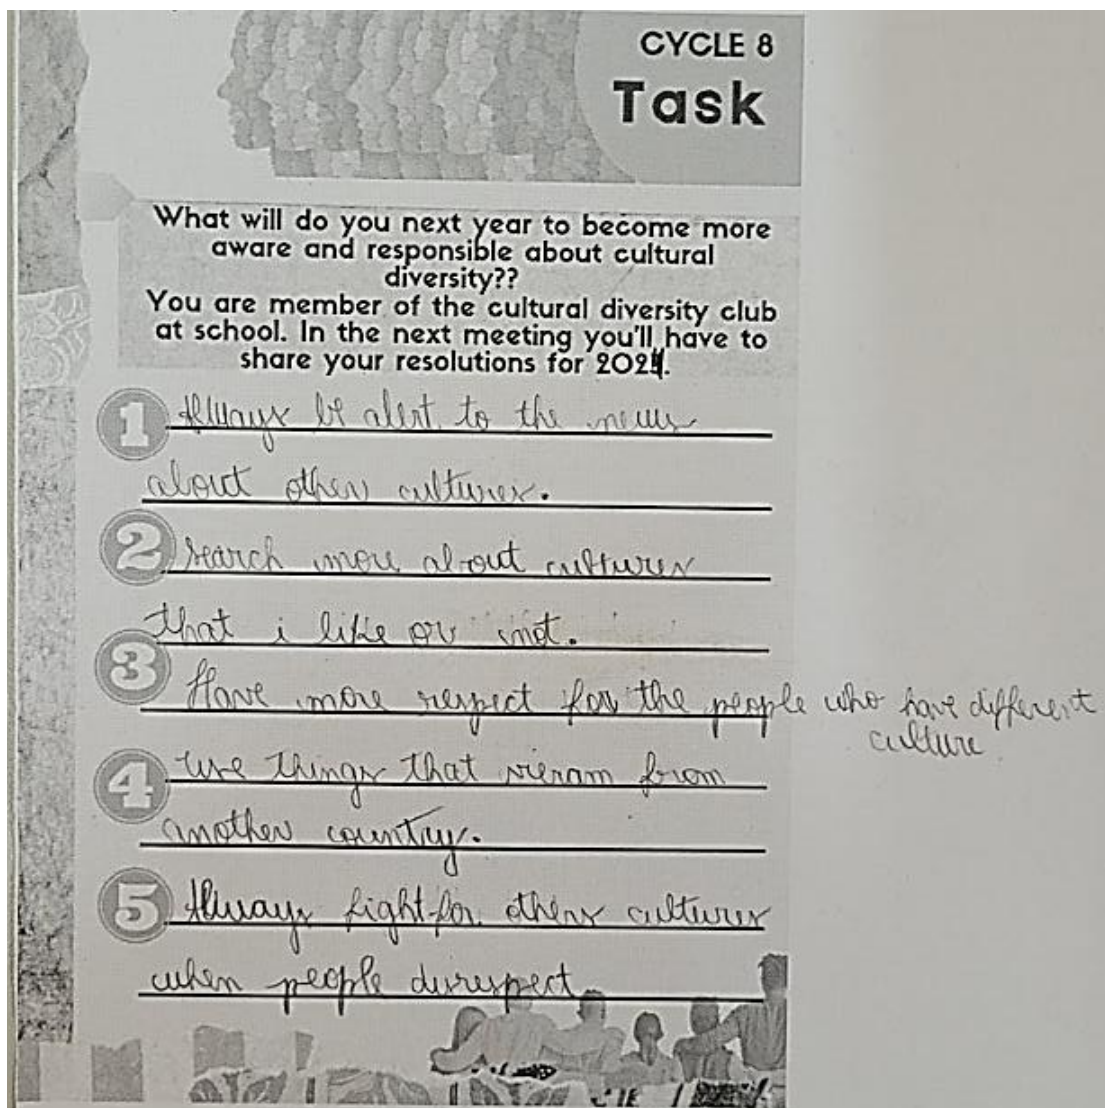 CYCLE 8
Task
What will do you next year to become more
aware and responsible about cultural
diversity??
You are member of the cultural diversity club
at school. In the next meeting you'll have to
share your resolutions for 2024.
1 Always be alert to the news
about other cultures.
2 Search more about cultures
that i like or not.
3 Have more respect for the people who have different
culture
4 Use things that vieram from
another country.
5 Always fight for others cultures
when people disrespect